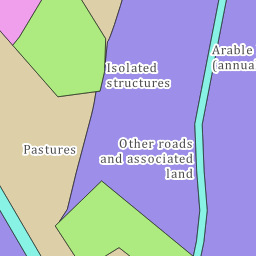 Arable
(annua
Isolated
structures
Pastures
Other roads
and associated
land